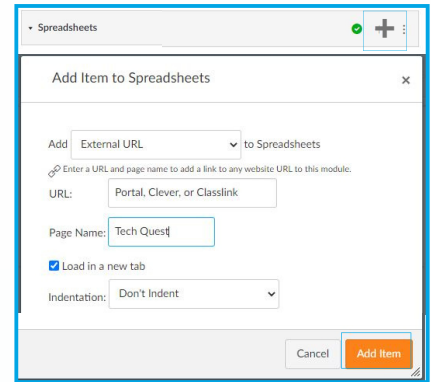 Spreadsheets
Add Item to Spreadsheets ×
Add External URL to Spreadsheets
Enter a URL and page name to add a link to any website URL to this module.
URL: Portal, Clever, or Classlink
Page Name: Tech Quest
Load in a new tab
Indentation: Don't Indent
Cancel Add Item